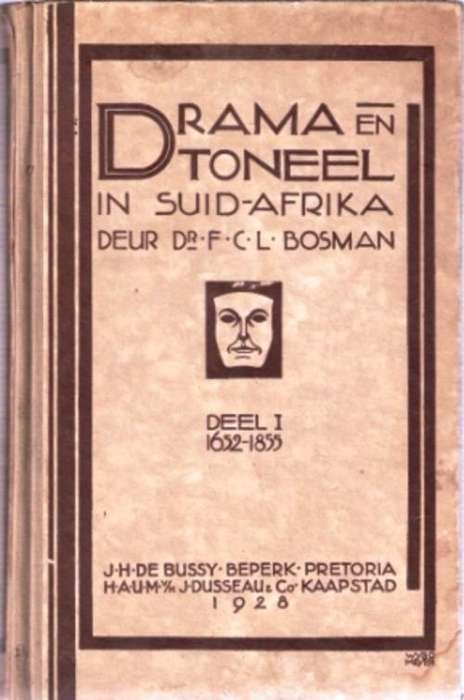 DRAMA EN
TONEEL
IN SUID-AFRIKA
DEUR DR·F·C·L·BOSMAN
DEEL I
1652-1855
J·H·DE BUSSY·BEPERK·PRETORIA
H·A·U·M·V/H J·DUSSEAU & Co· KAAPSTAD
1928